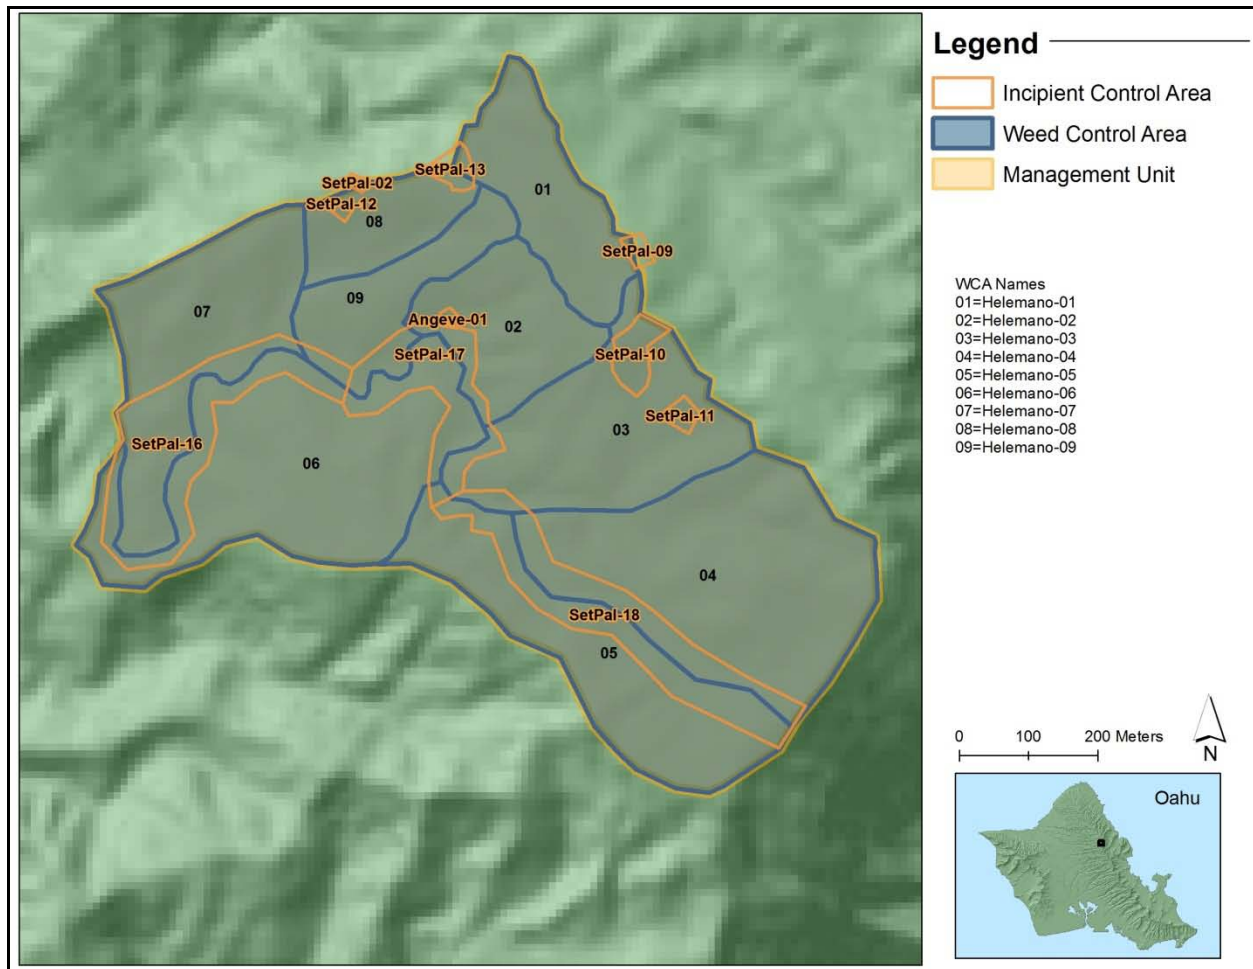 Legend
Incipient Control Area
Weed Control Area
Management Unit
WCA Names
01=Helemano-01
02=Helemano-02
03=Helemano-03
04=Helemano-04
05=Helemano-05
06=Helemano-06
07=Helemano-07
08=Helemano-08
09=Helemano-09
SetPal-13
SetPal-02
01
SetPal-12
08
SetPal-09
09
07
Angeve-01
02
SetPal-17
SetPal-10
SetPal-11
03
SetPal-16
06
04
SetPal-18
05
0 100 200 Meters
N
Oahu